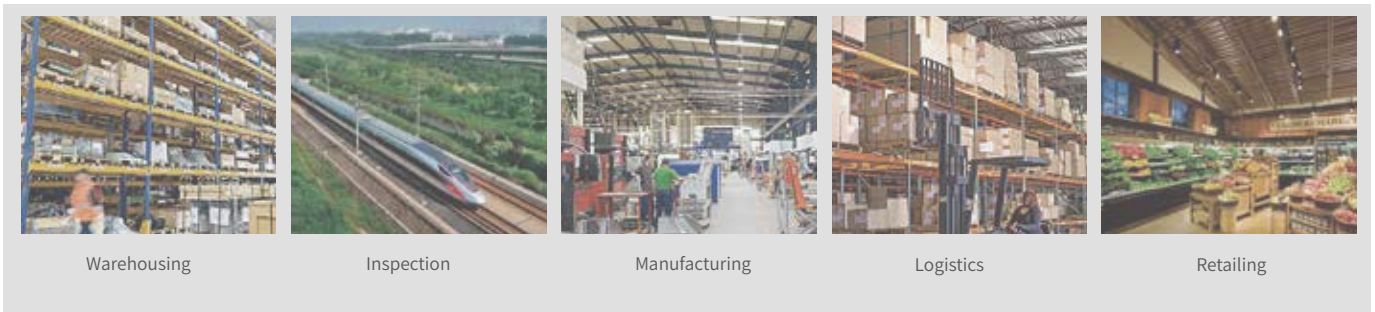 Warehousing
Inspection
Manufacturing
Logistics
Retailing